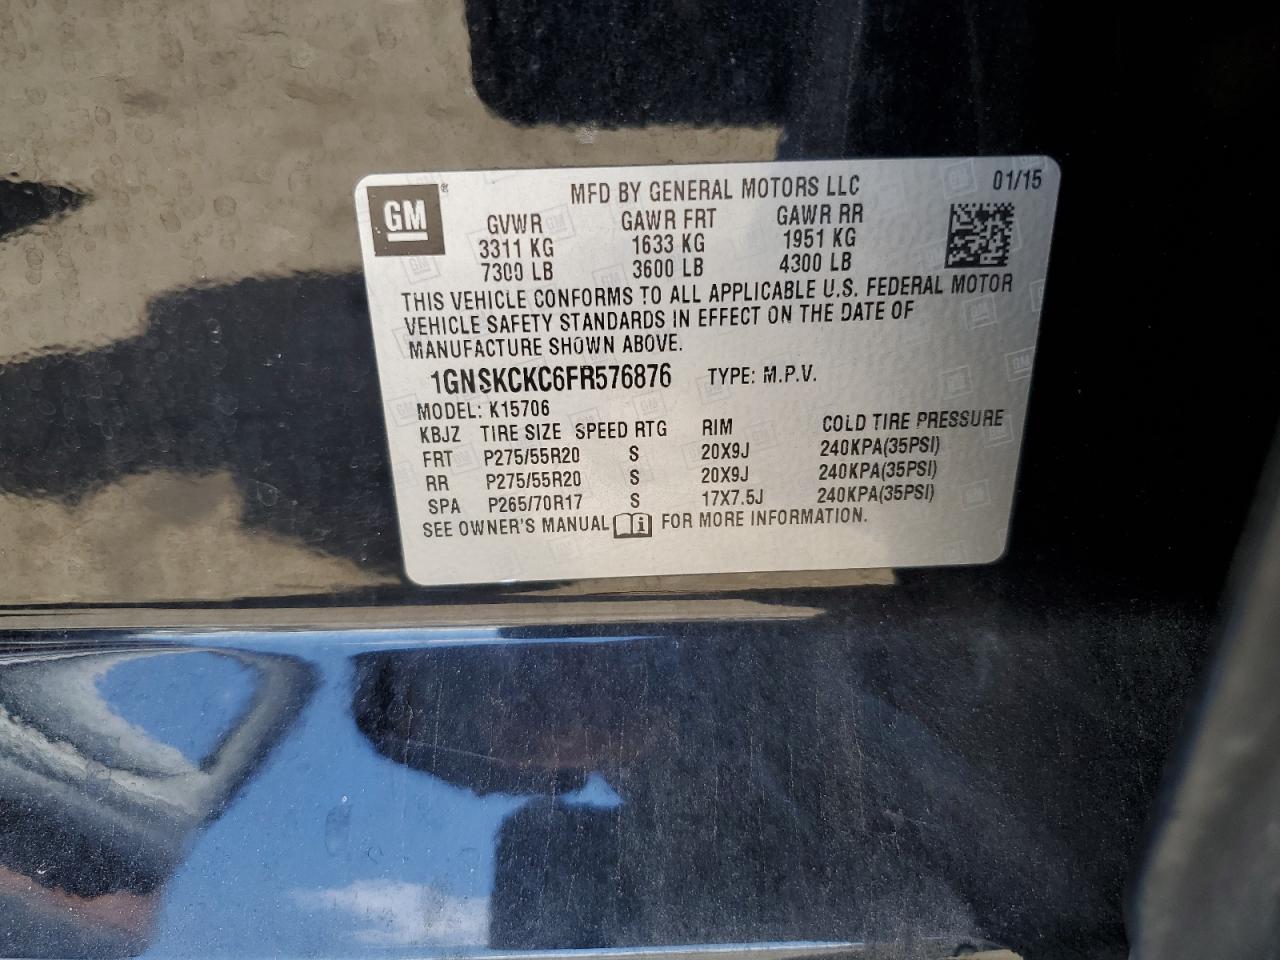 GM ® MFD BY GENERAL MOTORS LLC 01/15
GVWR GAWR FRT GAWR RR
3311 KG 1633 KG 1951 KG
7300 LB 3600 LB 4300 LB
THIS VEHICLE CONFORMS TO ALL APPLICABLE U.S. FEDERAL MOTOR
VEHICLE SAFETY STANDARDS IN EFFECT ON THE DATE OF
MANUFACTURE SHOWN ABOVE.
1GNSKCKC6FR576876 TYPE: M.P.V.
MODEL: K15706
KBJZ TIRE SIZE SPEED RTG RIM COLD TIRE PRESSURE
FRT P275/55R20 S 20X9J 240KPA(35PSI)
RR P275/55R20 S 20X9J 240KPA(35PSI)
SPA P265/70R17 S 17X7.5J 240KPA(35PSI)
SEE OWNER'S MANUAL i FOR MORE INFORMATION.